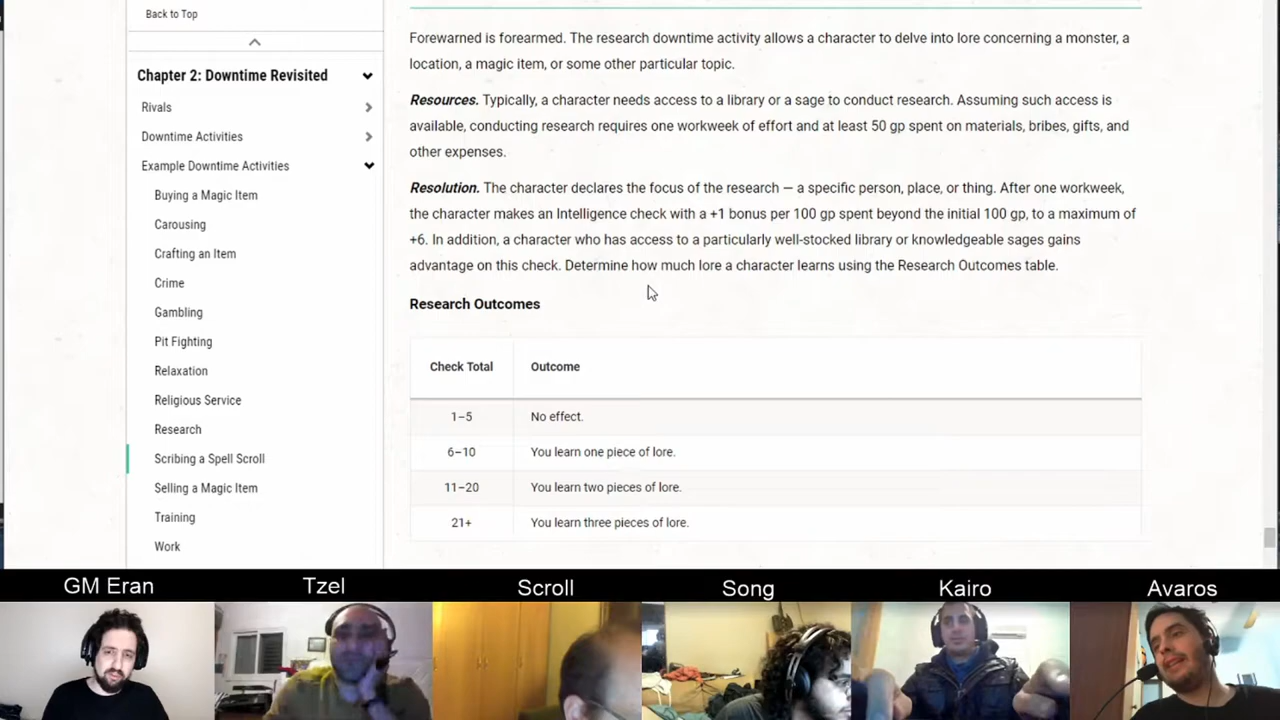 Back to Top
Chapter 2: Downtime Revisited
Rivals
Downtime Activities
Example Downtime Activities
Buying a Magic Item
Carousing
Crafting an Item
Crime
Gambling
Pit Fighting
Relaxation
Religious Service
Research
Scribing a Spell Scroll
Selling a Magic Item
Training
Work
Forewarned is forearmed. The research downtime activity allows a character to delve into lore concerning a monster, a
location, a magic item, or some other particular topic.
Resources. Typically, a character needs access to a library or a sage to conduct research. Assuming such access is
available, conducting research requires one workweek of effort and at least 50 gp spent on materials, bribes, gifts, and
other expenses.
Resolution. The character declares the focus of the research — a specific person, place, or thing. After one workweek,
the character makes an Intelligence check with a +1 bonus per 100 gp spent beyond the initial 100 gp, to a maximum of
+6. In addition, a character who has access to a particularly well-stocked library or knowledgeable sages gains
advantage on this check. Determine how much lore a character learns using the Research Outcomes table.
Research Outcomes
Check Total Outcome
1–5 No effect.
6–10 You learn one piece of lore.
11–20 You learn two pieces of lore.
21+ You learn three pieces of lore.
GM Eran Tzel Scroll Song Kairo Avaros